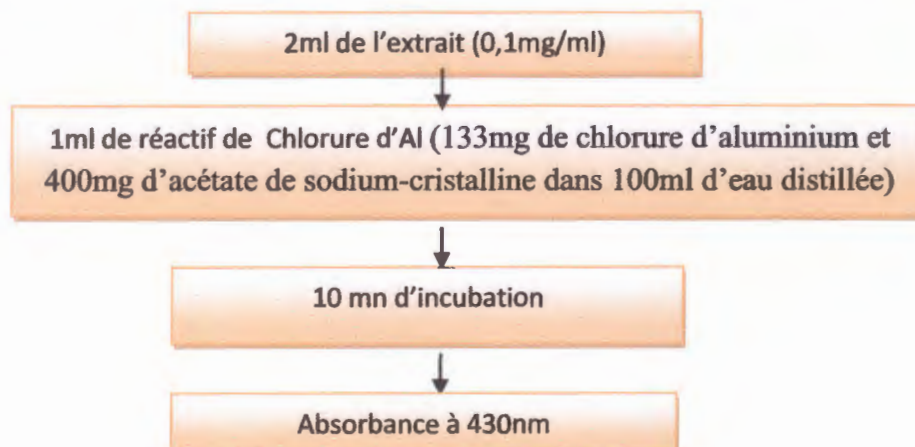 2ml de l'extrait (0,1mg/ml)
1ml de réactif de Chlorure d'Al (133mg de chlorure d'aluminium et
400mg d'acétate de sodium-cristalline dans 100ml d'eau distillée)
10 mn d'incubation
Absorbance à 430nm